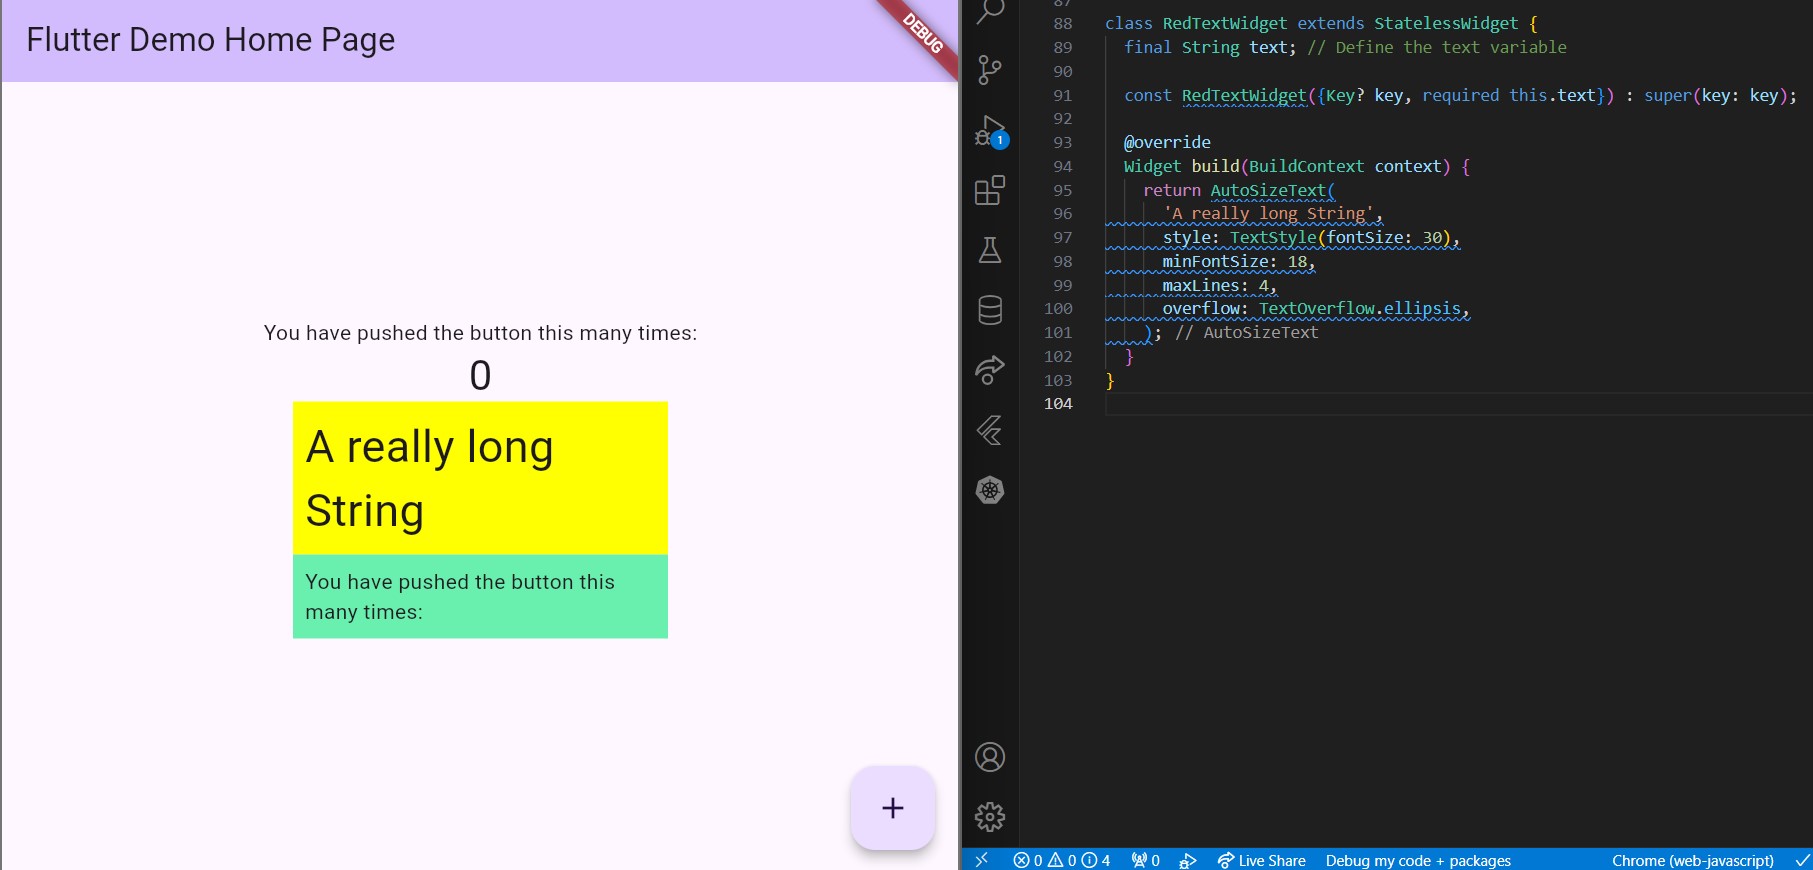 Flutter Demo Home Page
DEBUG
You have pushed the button this many times:
0
A really long
String
You have pushed the button this
many times:
+
1
87
88 class RedTextWidget extends StatelessWidget {
89 final String text; // Define the text variable
90
91 const RedTextWidget({Key? key, required this.text}) : super(key: key);
92
93 @override
94 Widget build(BuildContext context) {
95 return AutoSizeText(
96 'A really long String',
97 style: TextStyle(fontSize: 30),
98 minFontSize: 18,
99 maxLines: 4,
100 overflow: TextOverflow.ellipsis,
101 ); // AutoSizeText
102 }
103 }
104
0 0 4 0 Live Share Debug my code + packages Chrome (web-javascript)